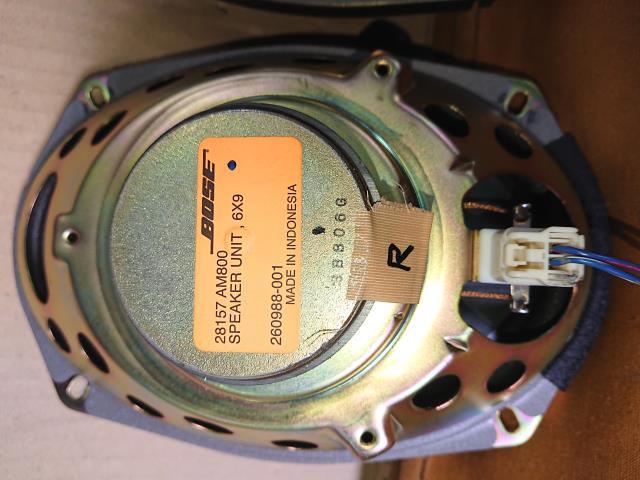 BOSE
28157 AM800
SPEAKER UNIT , 6X9
260988-001
MADE IN INDONESIA
R